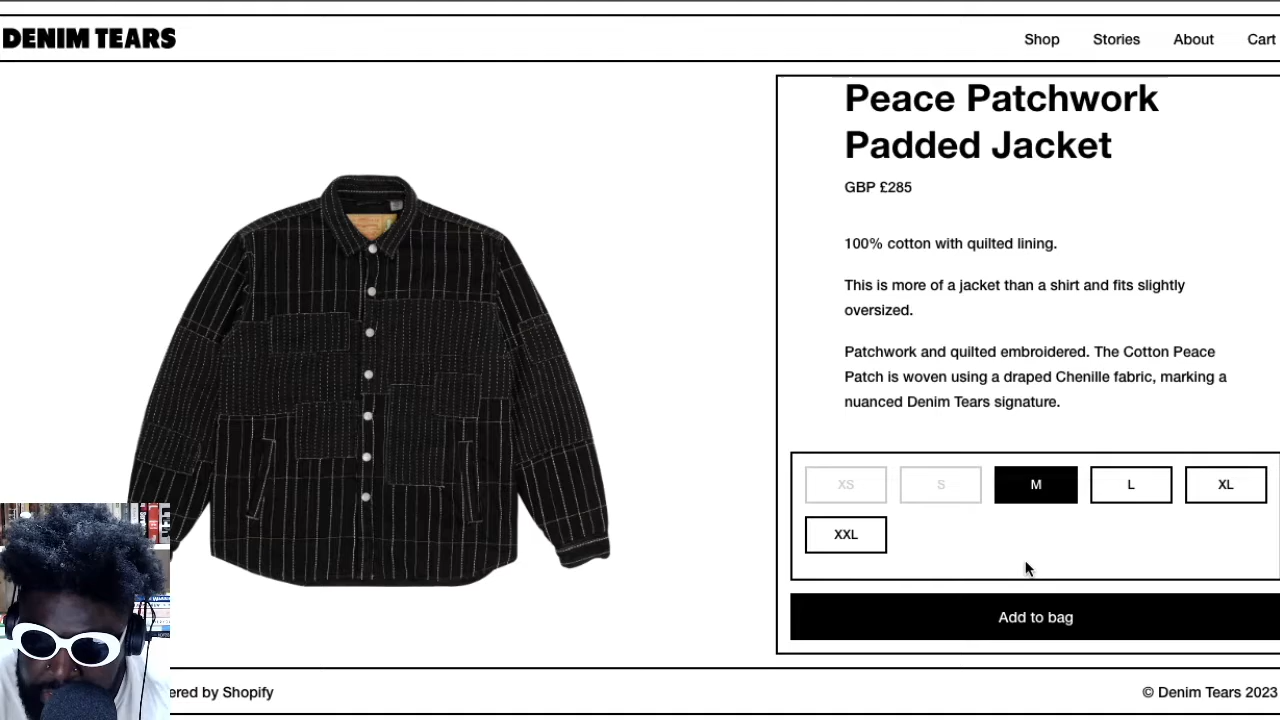 DENIM TEARS
Shop Stories About Cart
Peace Patchwork
Padded Jacket
GBP £285
100% cotton with quilted lining.
This is more of a jacket than a shirt and fits slightly
oversized.
Patchwork and quilted embroidered. The Cotton Peace
Patch is woven using a draped Chenille fabric, marking a
nuanced Denim Tears signature.
XS S M L XL
XXL
Add to bag
ered by Shopify
© Denim Tears 2023